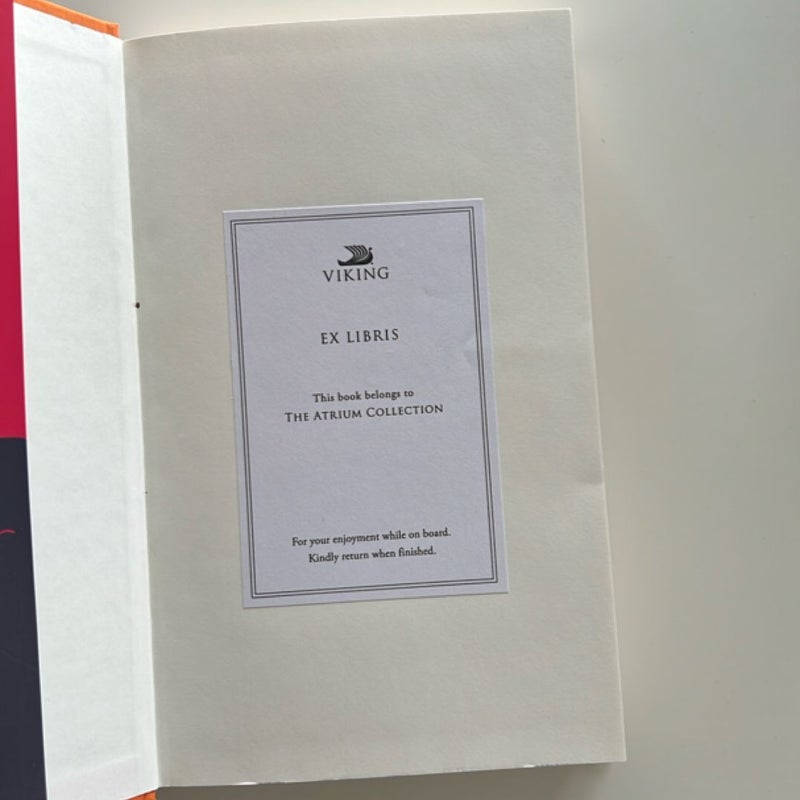 VIKING
EX LIBRIS
This book belongs to
THE ATRIUM COLLECTION
For your enjoyment while on board.
Kindly return when finished.